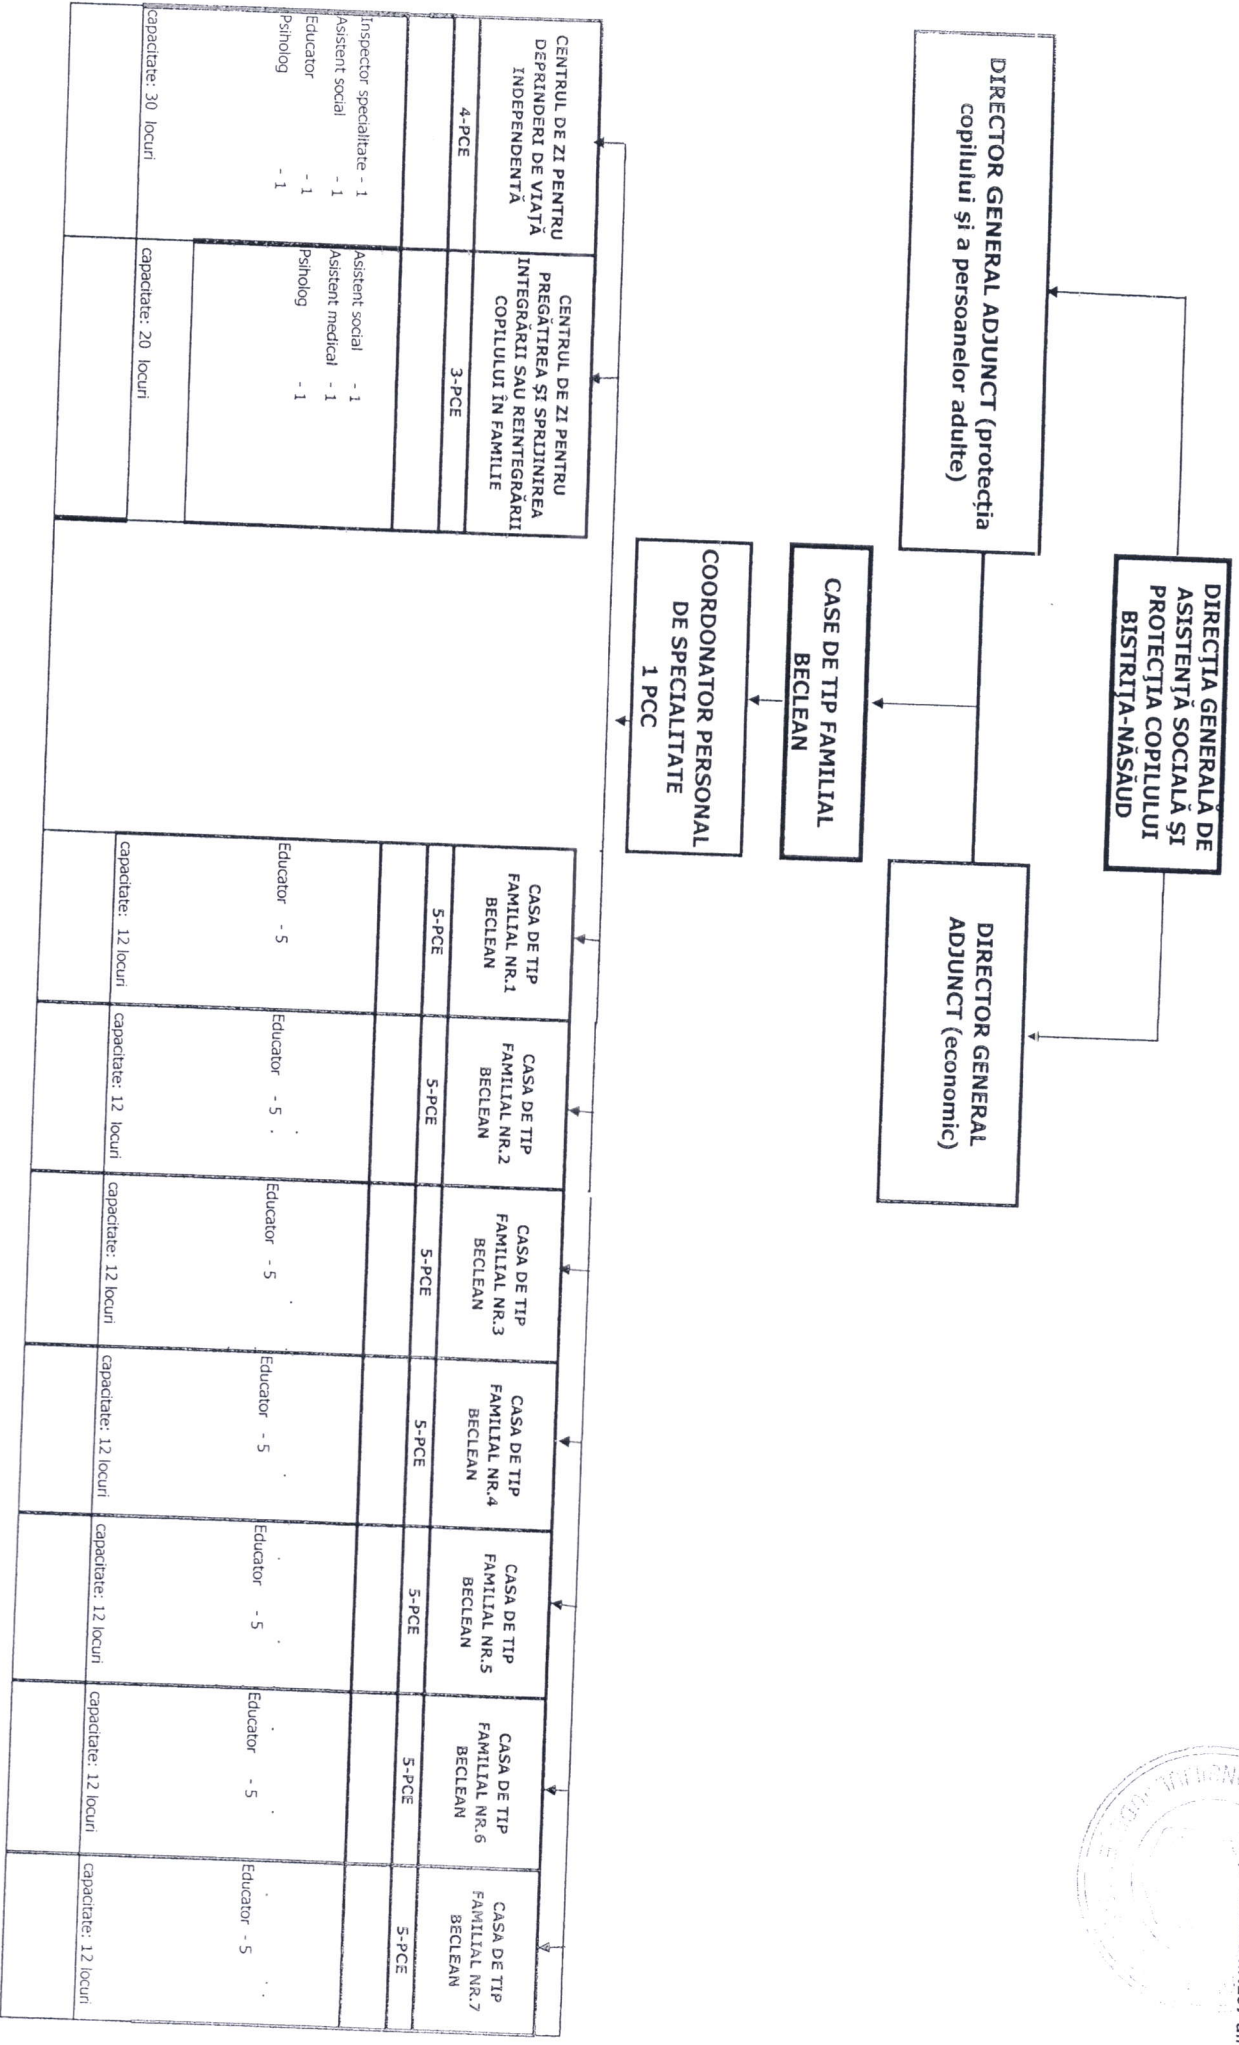 DIRECȚIA GENERALĂ DE
ASISTENȚĂ SOCIALĂ ȘI
PROTECȚIA COPILULUI
BISTRIȚA-NĂSĂUD
DIRECTOR GENERAL ADJUNCT (protecția
copilului și a persoanelor adulte)
DIRECTOR GENERAL
ADJUNCT (economic)
CASE DE TIP FAMILIAL
BECLEAN
COORDONATOR PERSONAL
DE SPECIALITATE
1 PCC
CENTRUL DE ZI PENTRU
DEPRINDERI DE VIAȚĂ
INDEPENDENTĂ
4-PCE
Inspector specialitate - 1
Asistent social - 1
Educator - 1
Psiholog - 1
capacitate: 30 locuri
CENTRUL DE ZI PENTRU
PREGĂTIREA ȘI SPRIJINIREA
INTEGRĂRII SAU REINTEGRĂRII
COPILULUI ÎN FAMILIE
3-PCE
Asistent social - 1
Asistent medical - 1
Psiholog - 1
capacitate: 20 locuri
CASA DE TIP
FAMILIAL NR.1
BECLEAN
5-PCE
Educator - 5
capacitate: 12 locuri
CASA DE TIP
FAMILIAL NR.2
BECLEAN
5-PCE
Educator - 5
capacitate: 12 locuri
CASA DE TIP
FAMILIAL NR.3
BECLEAN
5-PCE
Educator - 5
capacitate: 12 locuri
CASA DE TIP
FAMILIAL NR.4
BECLEAN
5-PCE
Educator - 5
capacitate: 12 locuri
CASA DE TIP
FAMILIAL NR.5
BECLEAN
5-PCE
Educator - 5
capacitate: 12 locuri
CASA DE TIP
FAMILIAL NR.6
BECLEAN
5-PCE
Educator - 5
capacitate: 12 locuri
CASA DE TIP
FAMILIAL NR.7
BECLEAN
5-PCE
Educator - 5
capacitate: 12 locuri